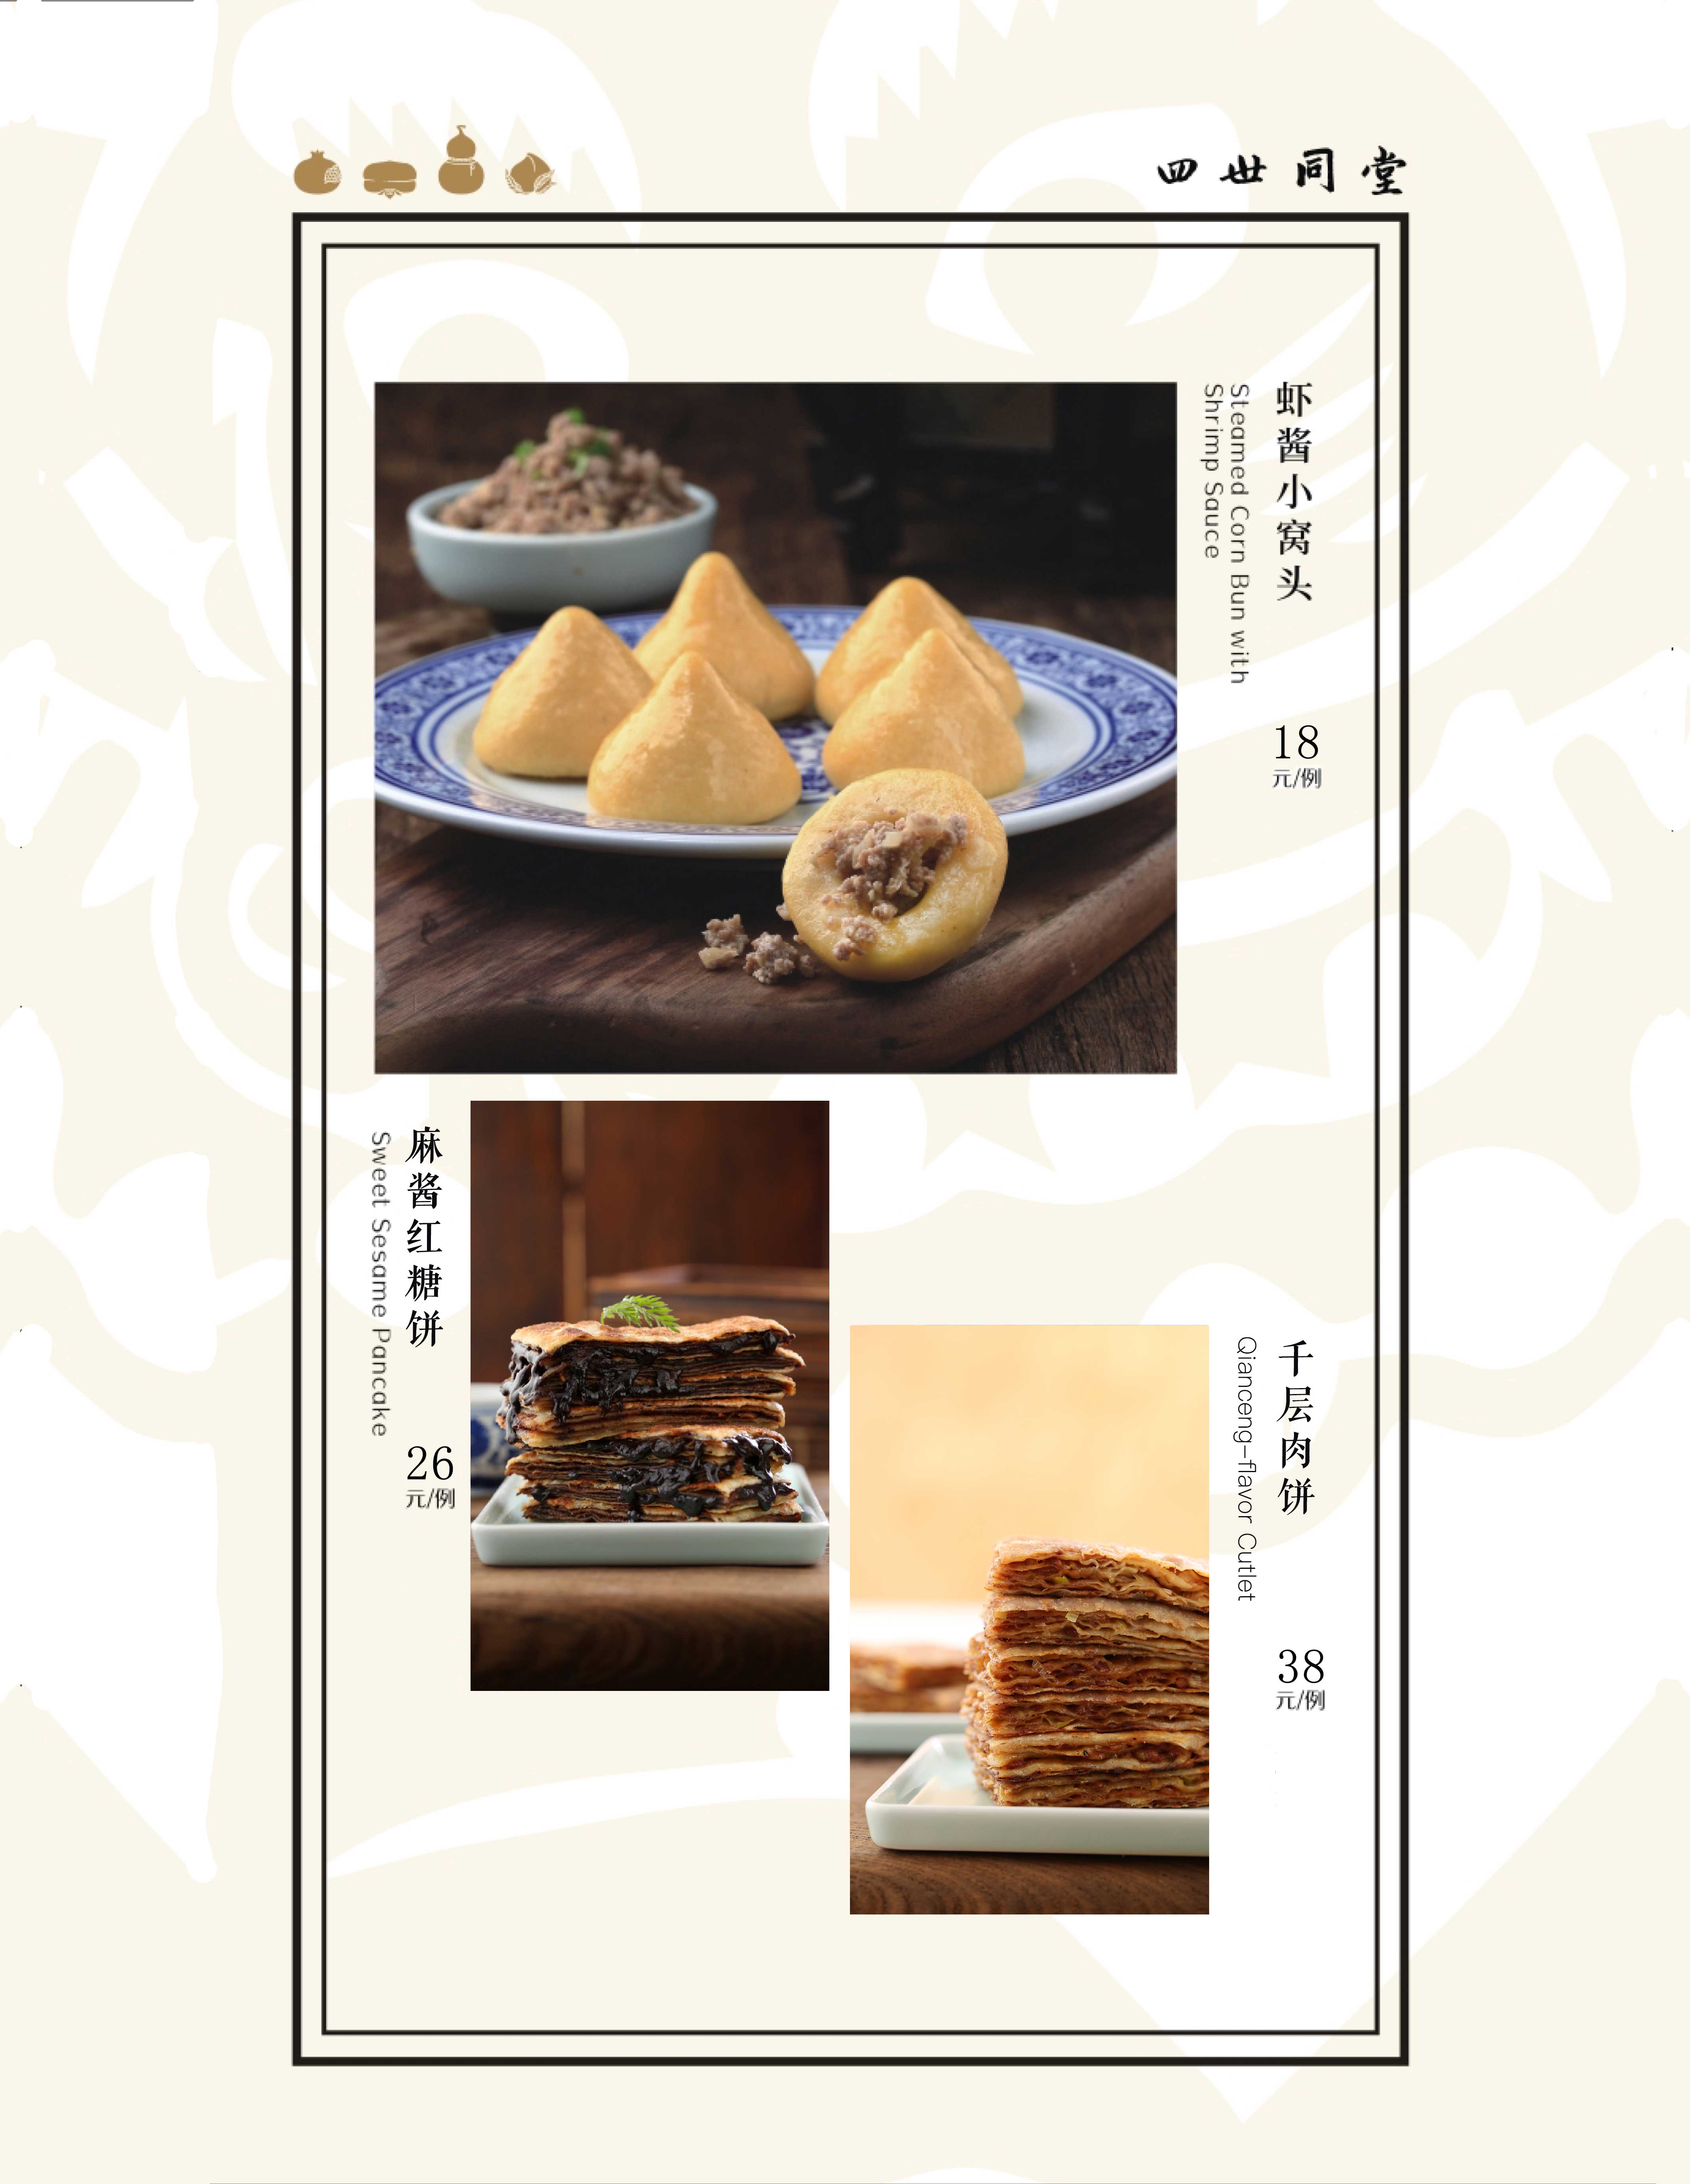 四世同堂
虾酱小窝头
Steamed Corn Bun with
Shrimp Sauce
18
元/例
麻酱红糖饼
Sweet Sesame Pancake
26
元/例
千层肉饼
Qianceng-flavor Cutlet
38
元/例